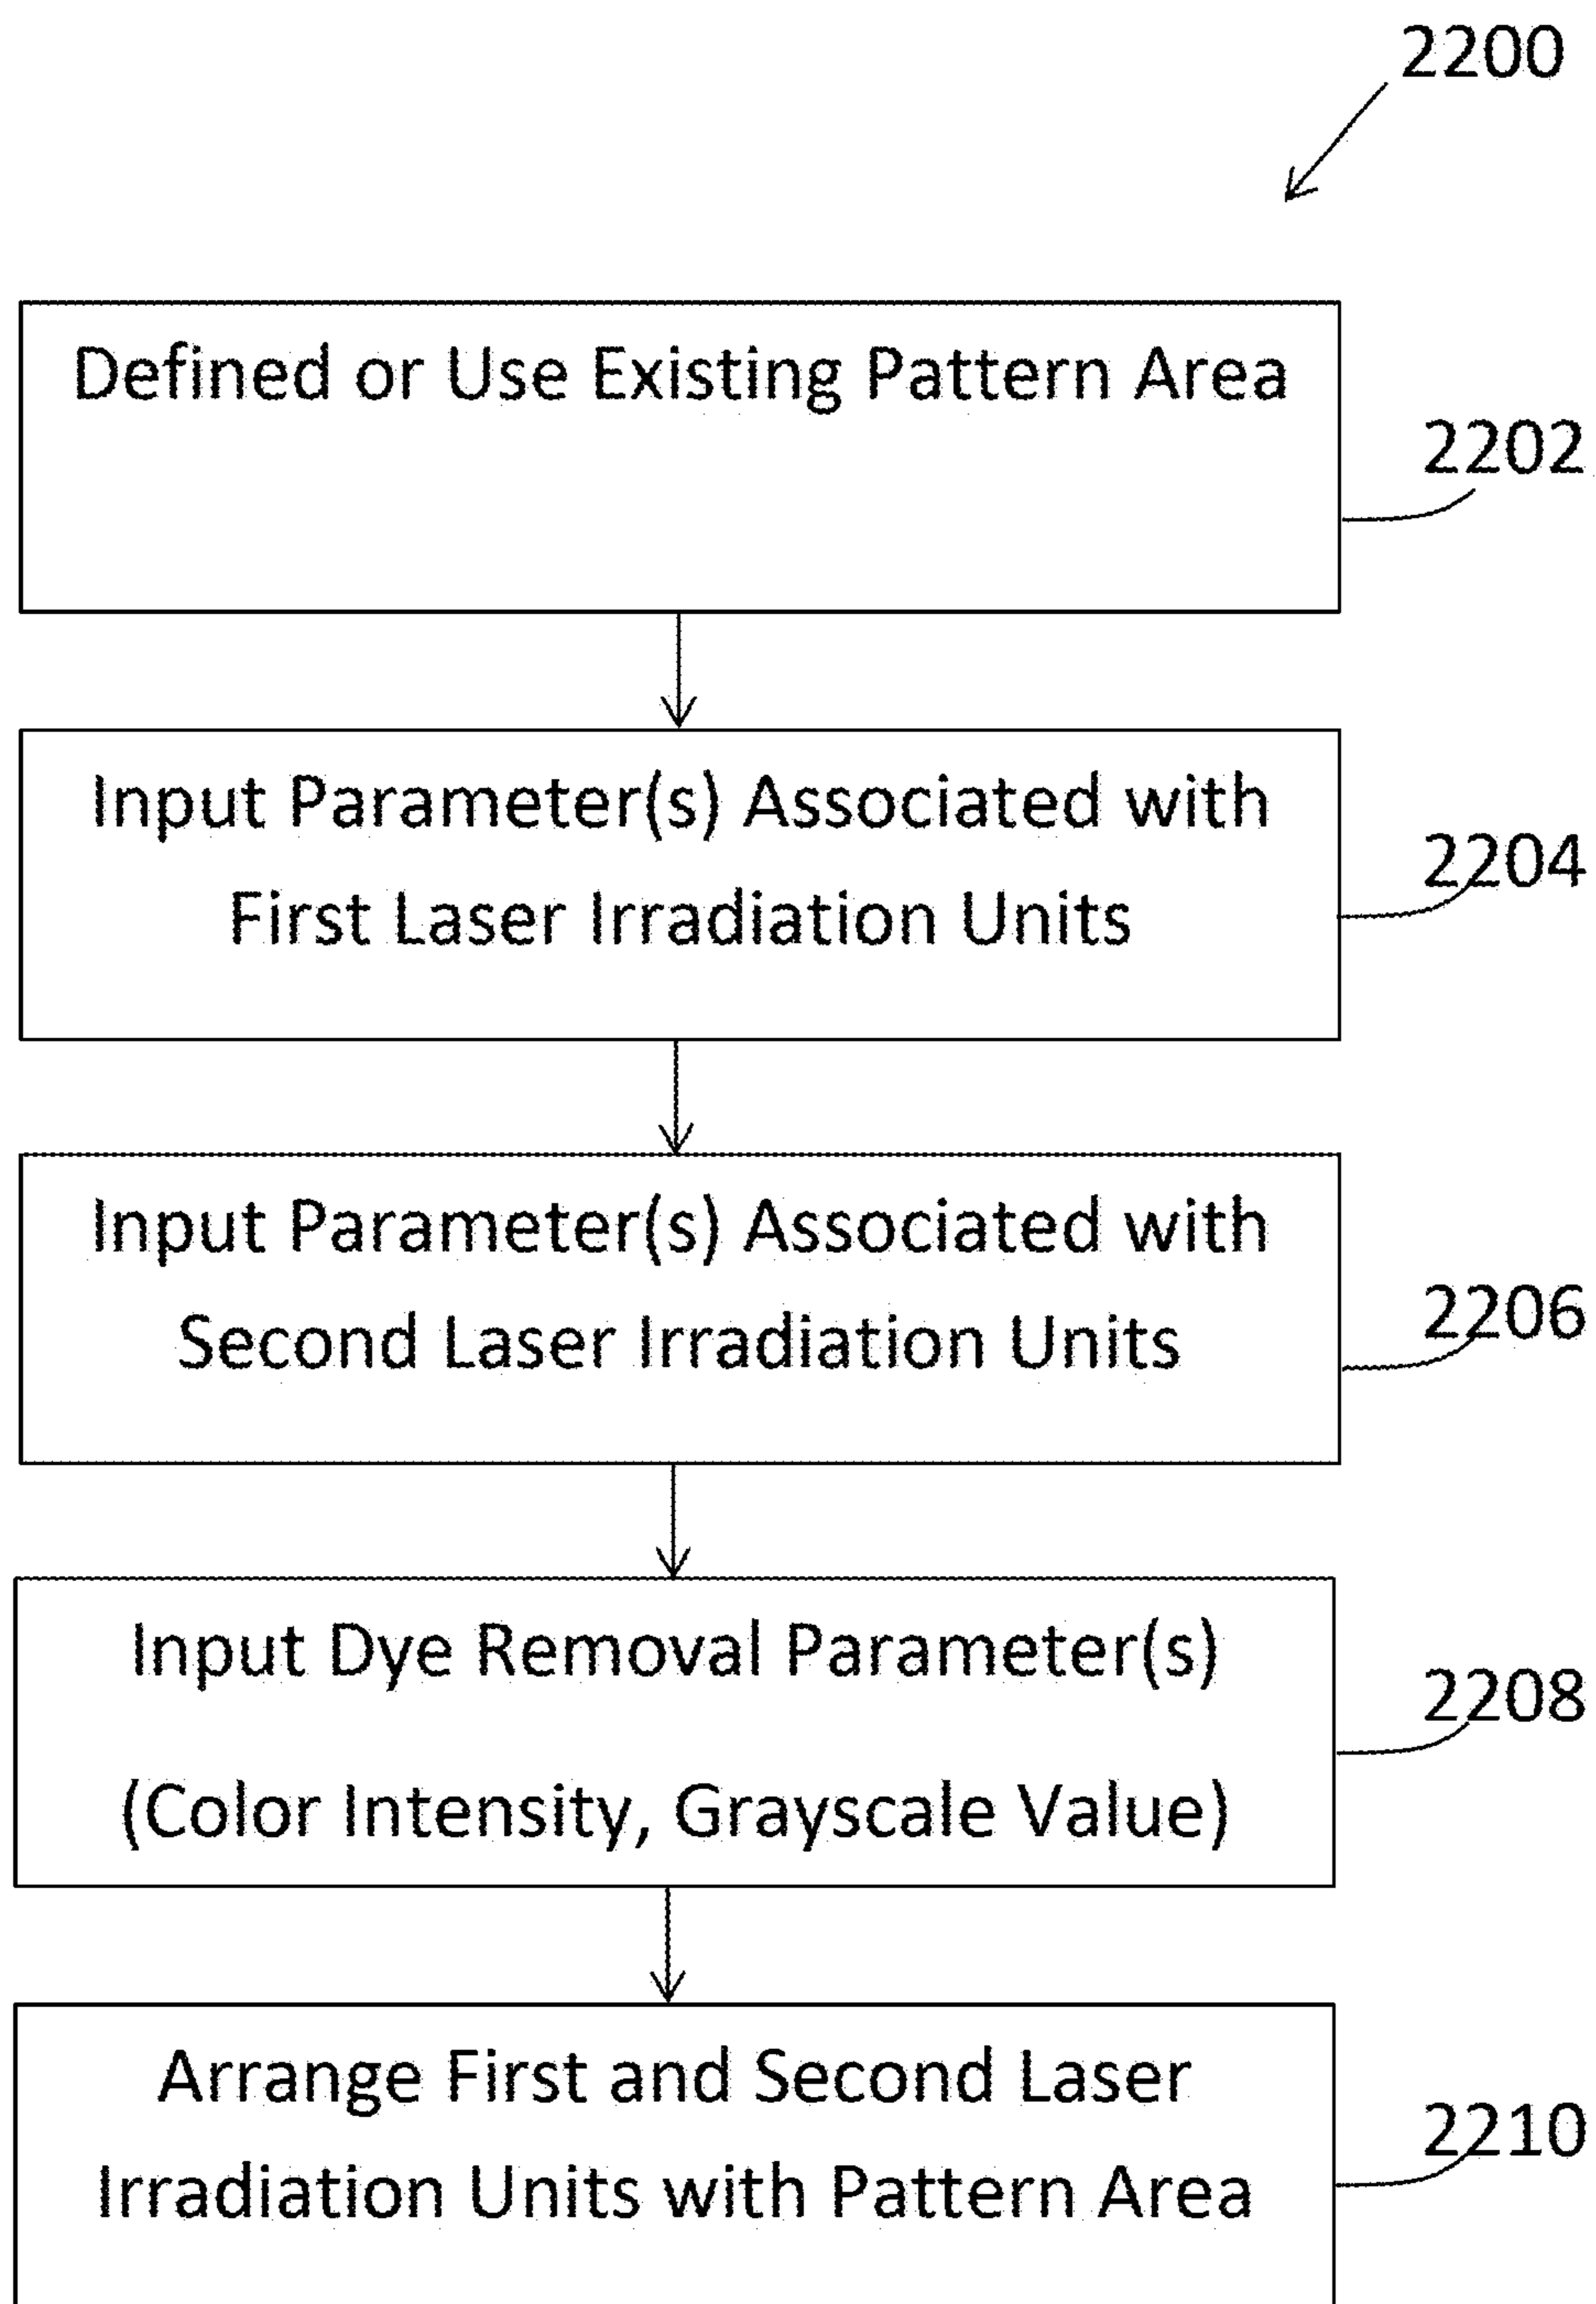 2200
Defined or Use Existing Pattern Area
2202
Input Parameter(s) Associated with
First Laser Irradiation Units
2204
Input Parameter(s) Associated with
Second Laser Irradiation Units
2206
Input Dye Removal Parameter(s)
(Color Intensity, Grayscale Value)
2208
Arrange First and Second Laser
Irradiation Units with Pattern Area
2210